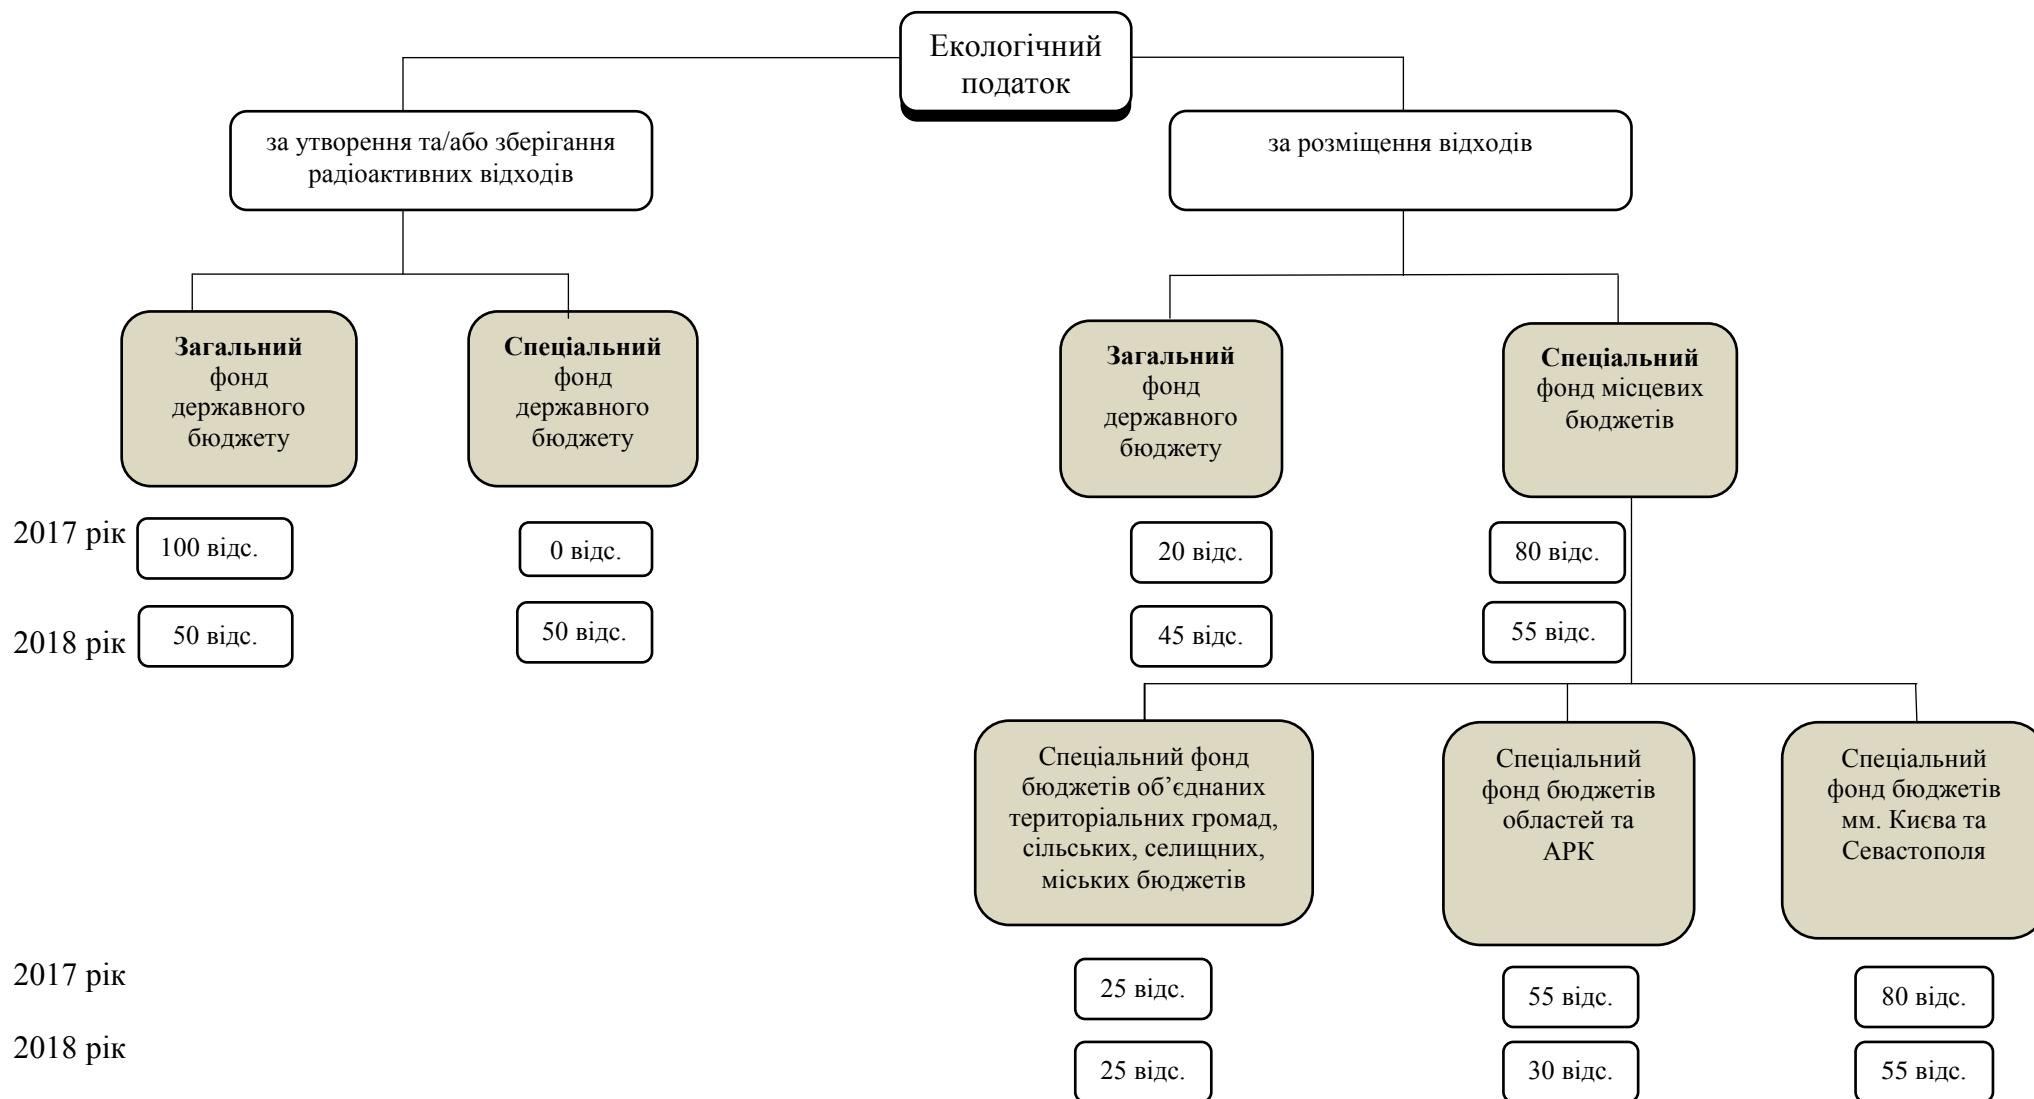 Екологічний
податок
за утворення та/або зберігання
радіоактивних відходів
за розміщення відходів
Загальний
фонд
державного
бюджету
Спеціальний
фонд
державного
бюджету
Загальний
фонд
державного
бюджету
Спеціальний
фонд місцевих
бюджетів
2017 рік
100 відс.
0 відс.
20 відс.
80 відс.
2018 рік
50 відс.
50 відс.
45 відс.
55 відс.
Спеціальний фонд
бюджетів об’єднаних
територіальних громад,
сільських, селищних,
міських бюджетів
Спеціальний
фонд бюджетів
областей та
АРК
Спеціальний
фонд бюджетів
мм. Києва та
Севастополя
2017 рік
25 відс.
55 відс.
80 відс.
2018 рік
25 відс.
30 відс.
55 відс.